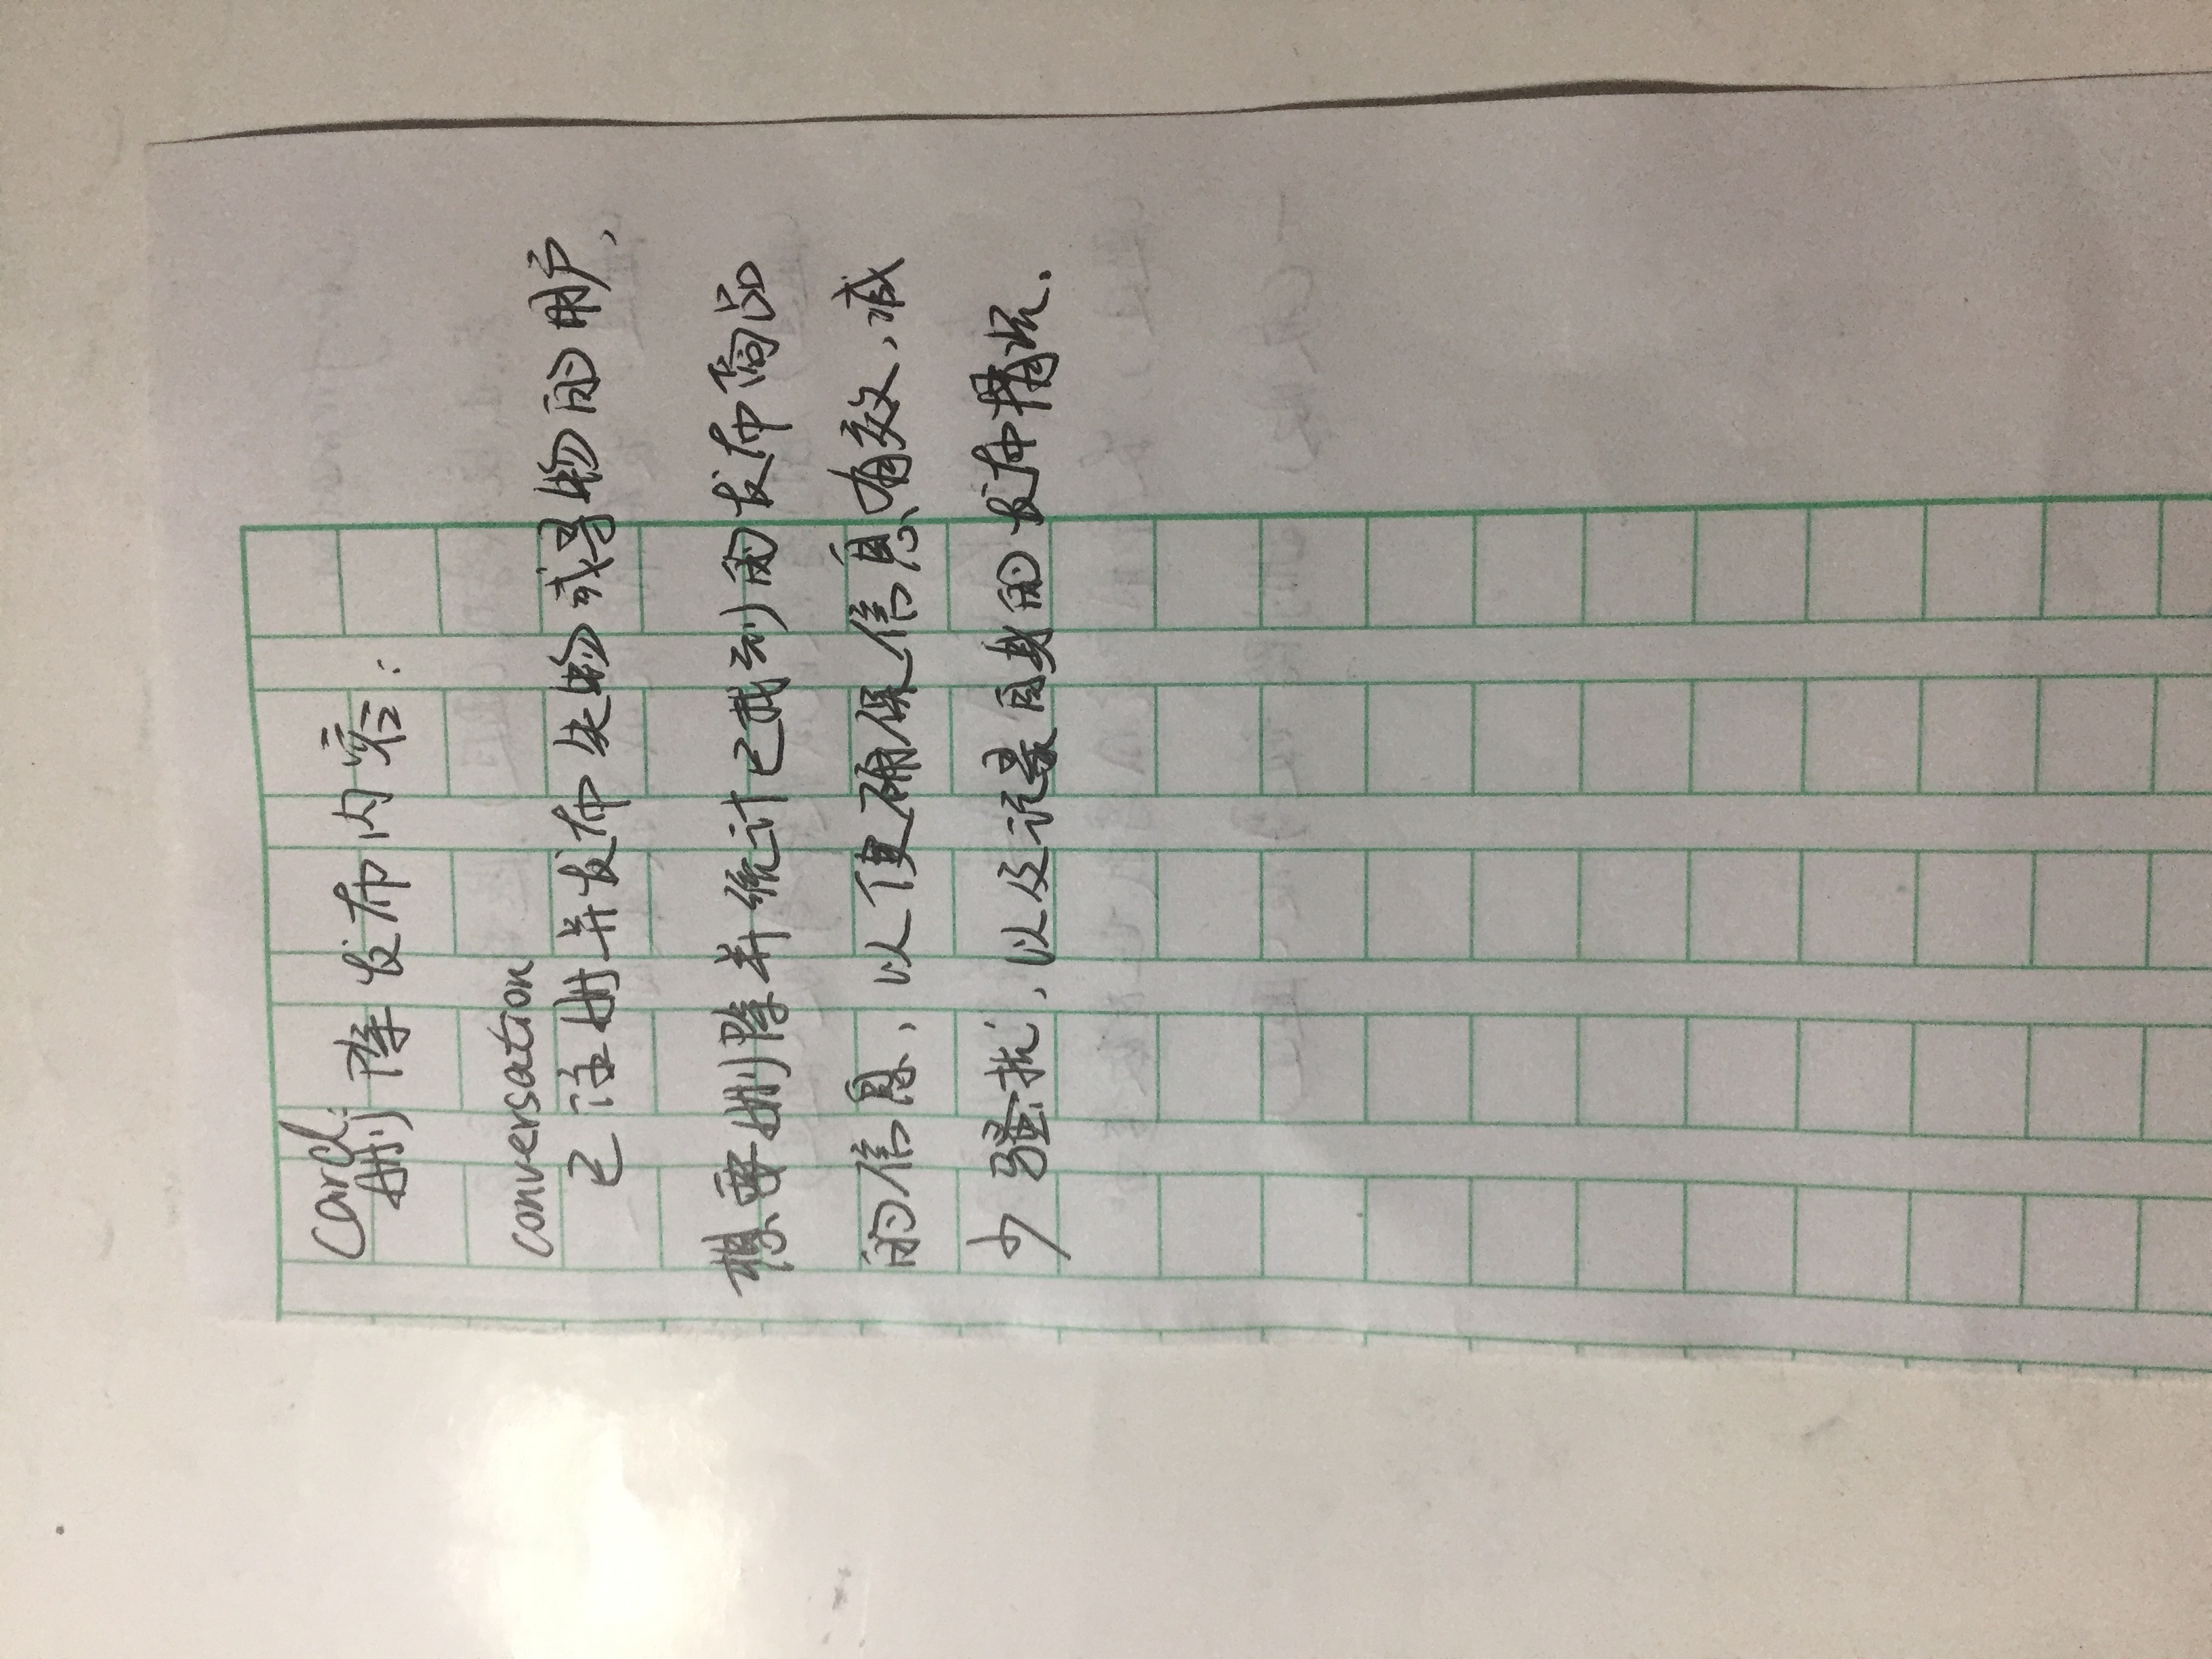 card:
删除发布内容:
conversation
已注册并发布失物或寻物的用户,
想要删除并统计已找到的发布商品
的信息,以便确保信息有效,减
少骚扰,以及记录自身的发布情况.